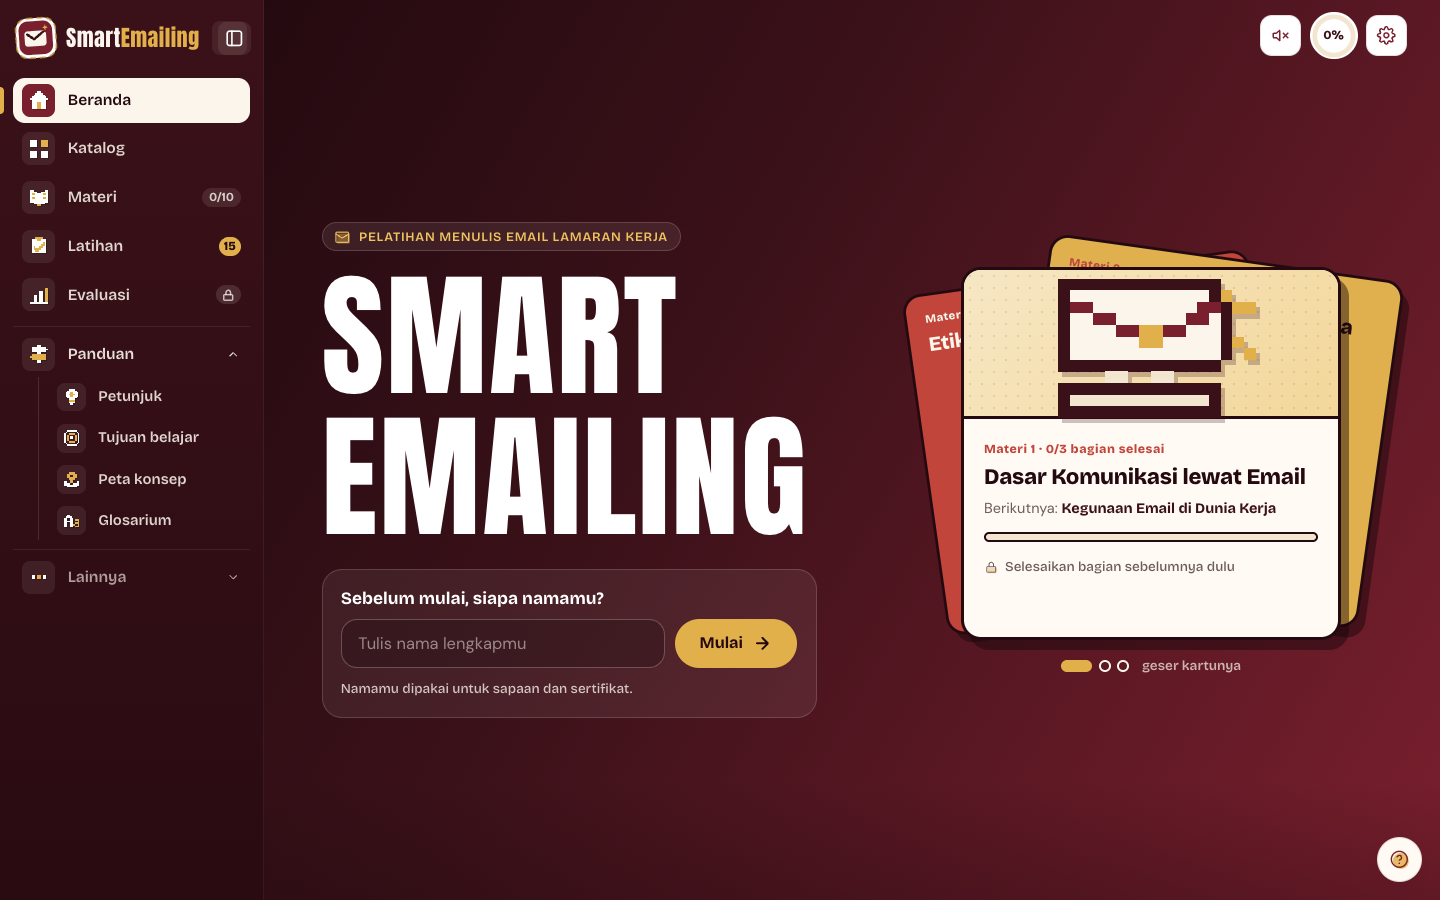 SmartEmailing
0%
Beranda
Katalog
Materi 0/10
Latihan 15
Evaluasi
Panduan
Petunjuk
Tujuan belajar
Peta konsep
Glosarium
Lainnya
PELATIHAN MENULIS EMAIL LAMARAN KERJA
SMART
EMAILING
Sebelum mulai, siapa namamu?
Tulis nama lengkapmu
Mulai
Namamu dipakai untuk sapaan dan sertifikat.
Materi 1 · 0/3 bagian selesai
Dasar Komunikasi lewat Email
Berikutnya: Kegunaan Email di Dunia Kerja
Selesaikan bagian sebelumnya dulu
geser kartunya